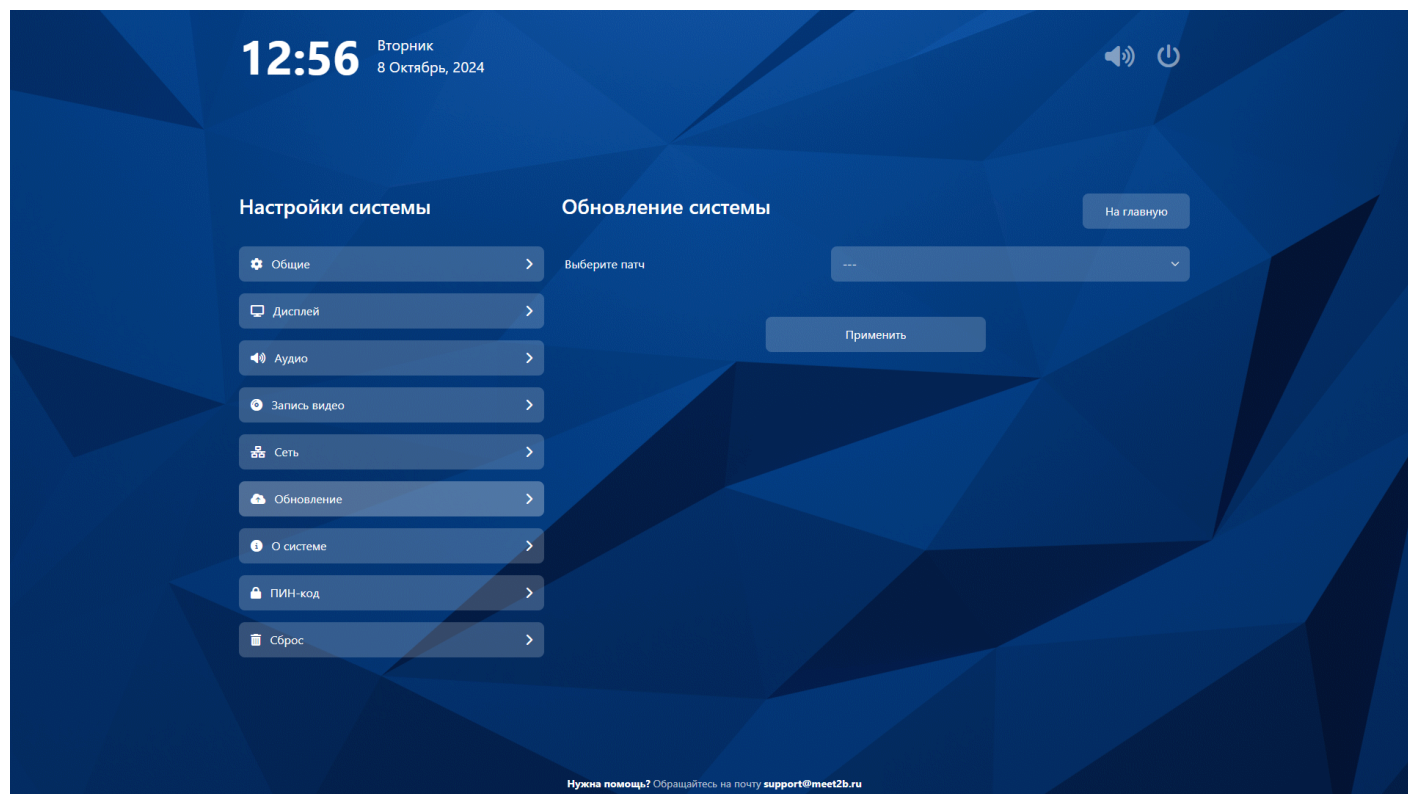 12:56
Вторник
8 Октябрь, 2024
Настройки системы
Общие
Дисплей
Аудио
Запись видео
Сеть
Обновление
О системе
ПИН-код
Сброс
Обновление системы
На главную
Выберите патч
---
Применить
Нужна помощь? Обращайтесь на почту support@meet2b.ru